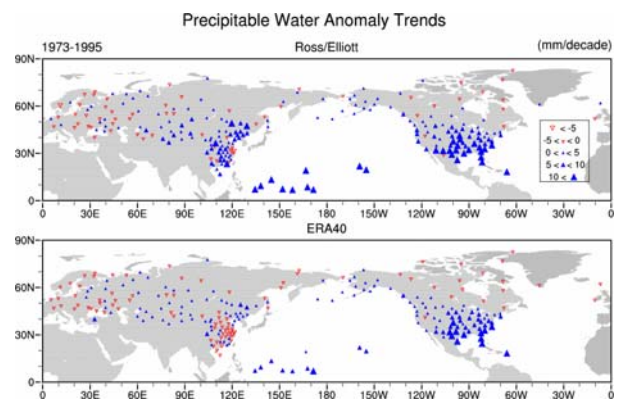 Precipitable Water Anomaly Trends
1973-1995 Ross/Elliott (mm/decade)
90N
60N
30N
0
< -5
-5 < < 0
0 < < 5
5 < < 10
10 <
0 30E 60E 90E 120E 150E 180 150W 120W 90W 60W 30W 0
ERA40
90N
60N
30N
0
0 30E 60E 90E 120E 150E 180 150W 120W 90W 60W 30W 0